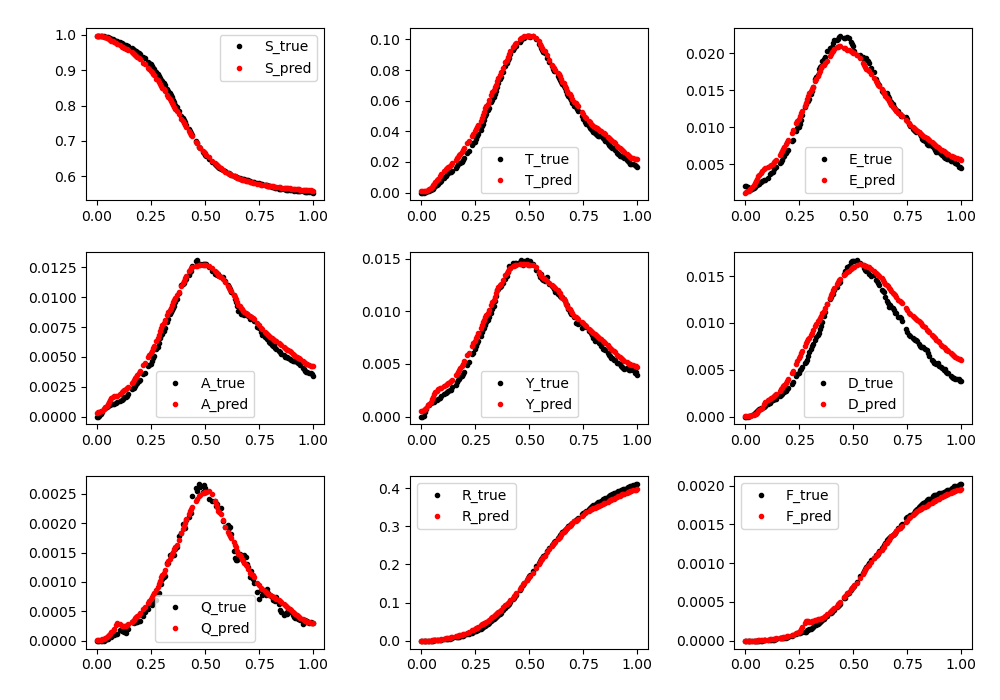 1.0
0.9
0.8
0.7
0.6
0.00 0.25 0.50 0.75 1.00
S_true
S_pred
0.10
0.08
0.06
0.04
0.02
0.00
0.00 0.25 0.50 0.75 1.00
T_true
T_pred
0.020
0.015
0.010
0.005
0.00 0.25 0.50 0.75 1.00
E_true
E_pred
0.0125
0.0100
0.0075
0.0050
0.0025
0.0000
0.00 0.25 0.50 0.75 1.00
A_true
A_pred
0.015
0.010
0.005
0.000
0.00 0.25 0.50 0.75 1.00
Y_true
Y_pred
0.015
0.010
0.005
0.000
0.00 0.25 0.50 0.75 1.00
D_true
D_pred
0.0025
0.0020
0.0015
0.0010
0.0005
0.0000
0.00 0.25 0.50 0.75 1.00
Q_true
Q_pred
0.4
0.3
0.2
0.1
0.0
0.00 0.25 0.50 0.75 1.00
R_true
R_pred
0.0020
0.0015
0.0010
0.0005
0.0000
0.00 0.25 0.50 0.75 1.00
F_true
F_pred